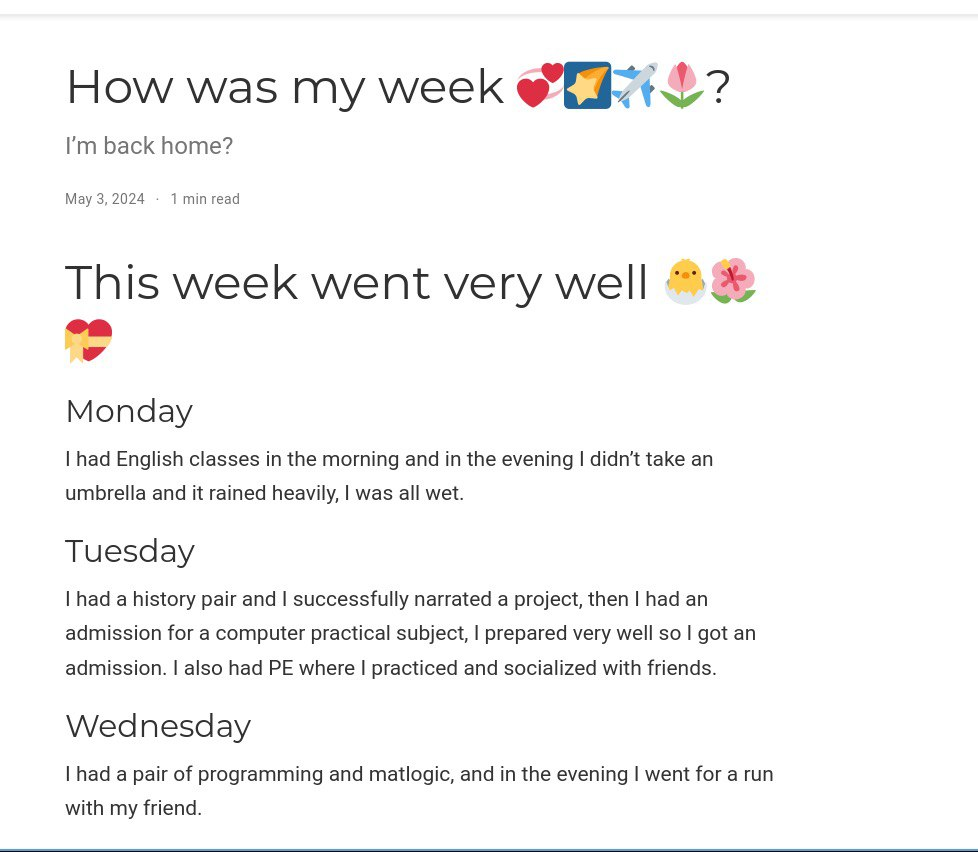 How was my week 💞🌠✈️🌷?
I’m back home?
May 3, 2024 · 1 min read
This week went very well 🐣🌺
💝
Monday
I had English classes in the morning and in the evening I didn’t take an
umbrella and it rained heavily, I was all wet.
Tuesday
I had a history pair and I successfully narrated a project, then I had an
admission for a computer practical subject, I prepared very well so I got an
admission. I also had PE where I practiced and socialized with friends.
Wednesday
I had a pair of programming and matlogic, and in the evening I went for a run
with my friend.